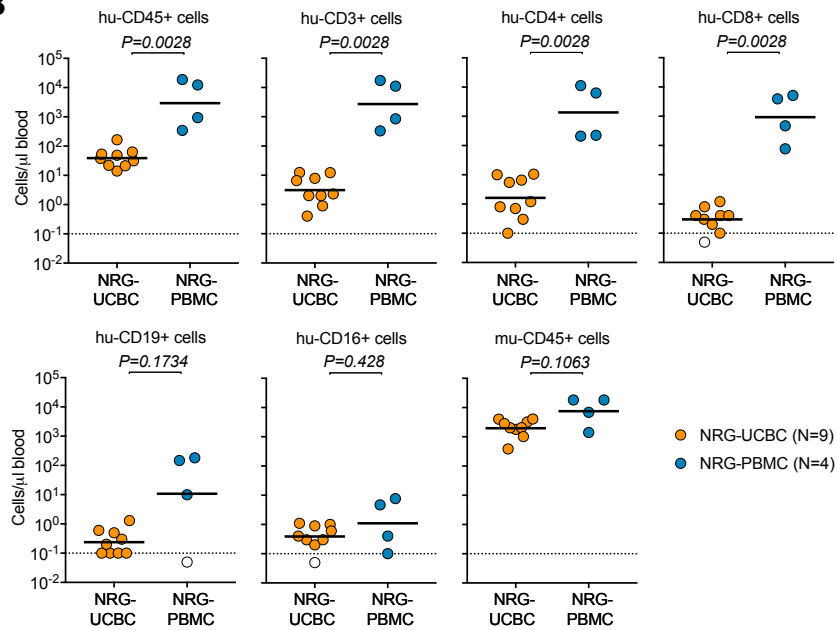 B
hu-CD45+ cells
hu-CD3+ cells
hu-CD4+ cells
hu-CD8+ cells
P=0.0028
P=0.0028
P=0.0028
P=0.0028
Cells/µl blood
10^5
10^4
10^3
10^2
10^1
10^0
10^-1
10^-2
NRG-
UCBC
NRG-
PBMC
NRG-
UCBC
NRG-
PBMC
NRG-
UCBC
NRG-
PBMC
NRG-
UCBC
NRG-
PBMC
hu-CD19+ cells
hu-CD16+ cells
mu-CD45+ cells
P=0.1734
P=0.428
P=0.1063
Cells/µl blood
10^5
10^4
10^3
10^2
10^1
10^0
10^-1
10^-2
NRG-
UCBC
NRG-
PBMC
NRG-
UCBC
NRG-
PBMC
NRG-
UCBC
NRG-
PBMC
NRG-UCBC (N=9)
NRG-PBMC (N=4)